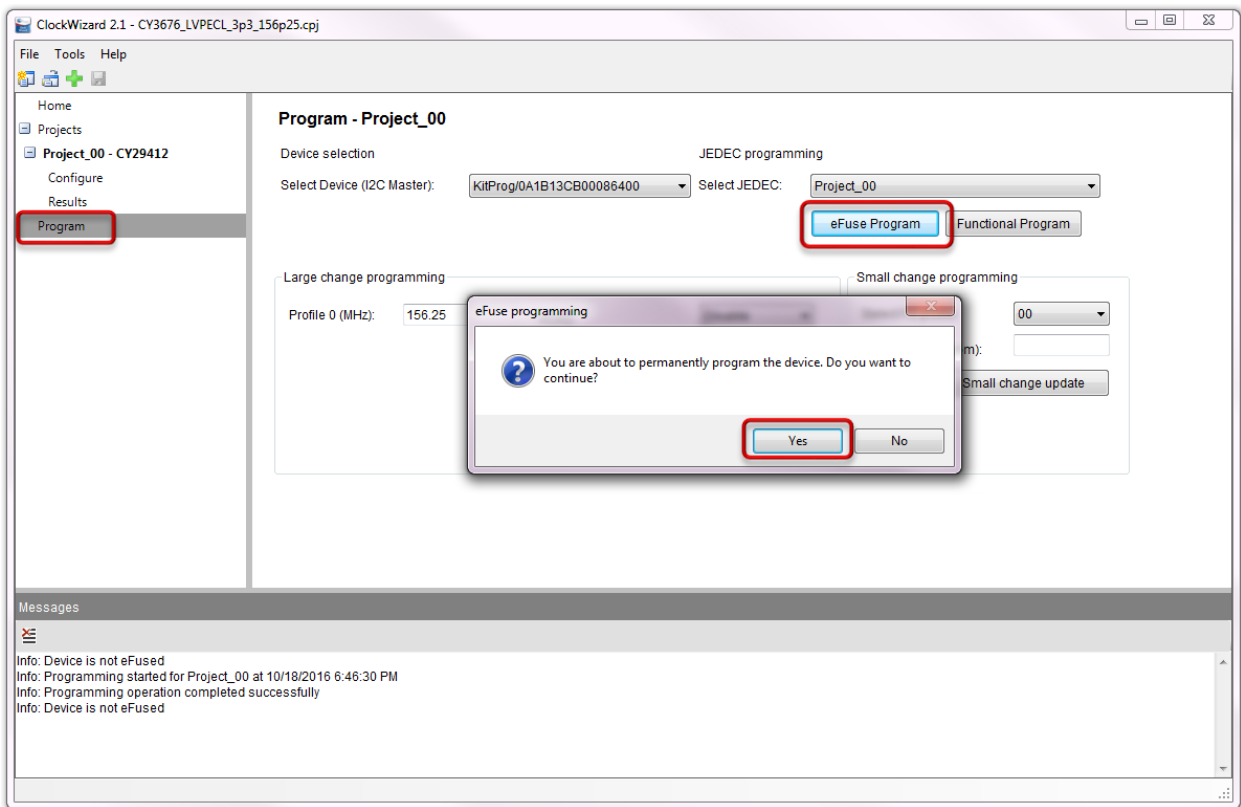 ClockWizard 2.1 - CY3676_LVPECL_3p3_156p25.cpj
File Tools Help
Home
Projects
Project_00 - CY29412
Configure
Results
Program
Program - Project_00
Device selection
JEDEC programming
Select Device (I2C Master):
KitProg/0A1B13CB00086400
Select JEDEC:
Project_00
eFuse Program
Functional Program
Large change programming
Small change programming
Profile 0 (MHz):
156.25
00
m):
Small change update
eFuse programming
You are about to permanently program the device. Do you want to
continue?
Yes
No
Messages
Info: Device is not eFused
Info: Programming started for Project_00 at 10/18/2016 6:46:30 PM
Info: Programming operation completed successfully
Info: Device is not eFused